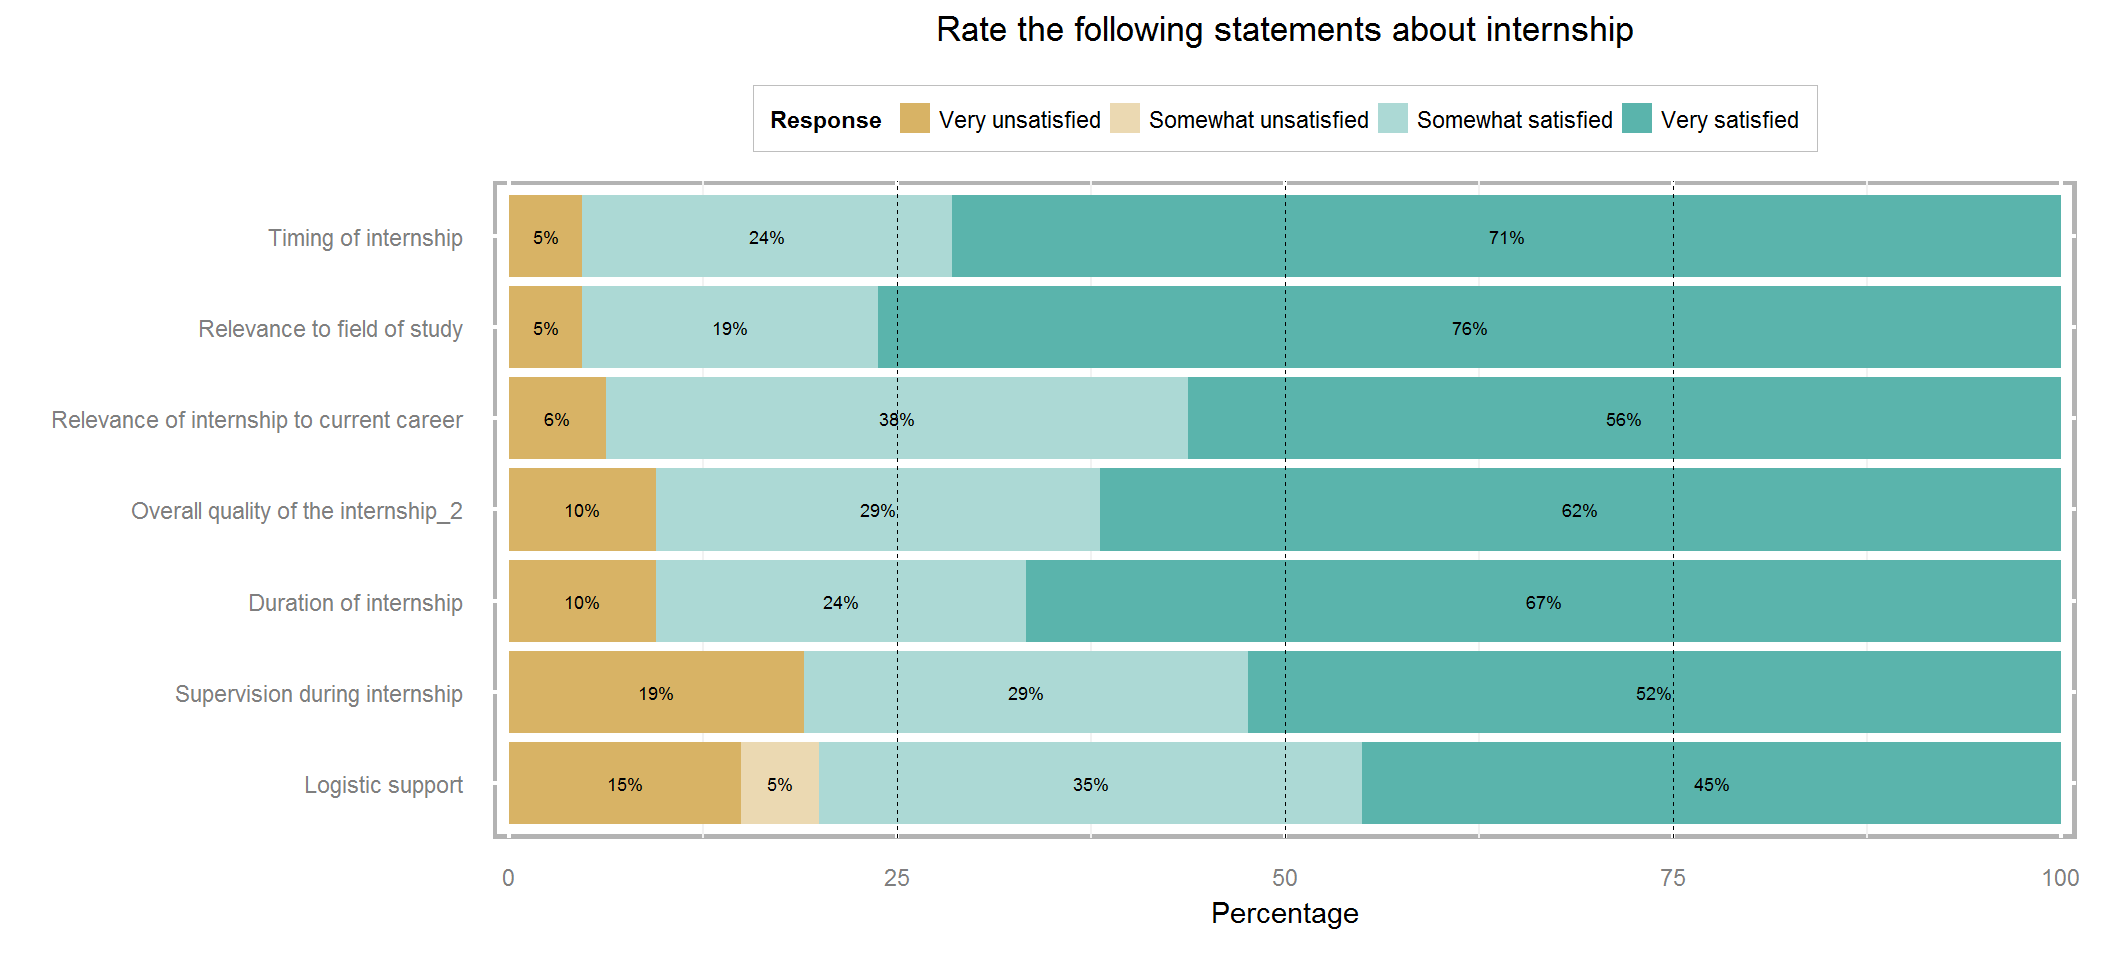 Rate the following statements about internship
Response Very unsatisfied Somewhat unsatisfied Somewhat satisfied Very satisfied
Timing of internship 5% 24% 71%
Relevance to field of study 5% 19% 76%
Relevance of internship to current career 6% 38% 56%
Overall quality of the internship_2 10% 29% 62%
Duration of internship 10% 24% 67%
Supervision during internship 19% 29% 52%
Logistic support 15% 5% 35% 45%
0 25 50 75 100
Percentage